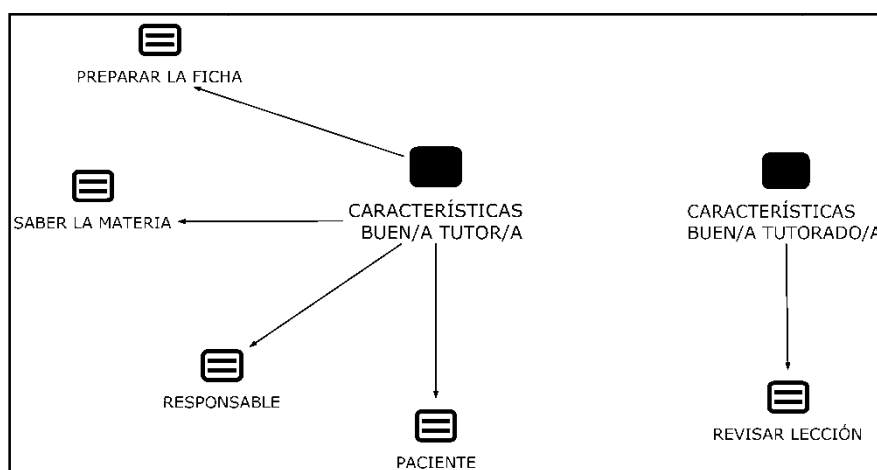 PREPARAR LA FICHA
SABER LA MATERIA
CARACTERÍSTICAS
BUEN/A TUTOR/A
CARACTERÍSTICAS
BUEN/A TUTORADO/A
RESPONSABLE
PACIENTE
REVISAR LECCIÓN